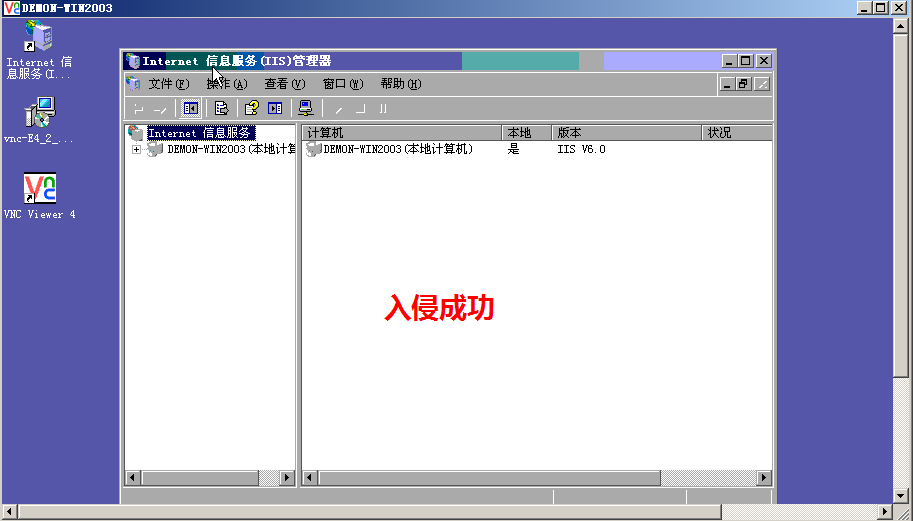 DEMON-WIN2003
Internet 信
息服务(I...
vnc-E4_2_...
VNC Viewer 4
Internet 信息服务(IIS)管理器
文件(F) 操作(A) 查看(V) 窗口(W) 帮助(H)
Internet 信息服务
DEMON-WIN2003(本地计算
计算机 本地 版本 状况
DEMON-WIN2003(本地计算机) 是 IIS V6.0
入侵成功